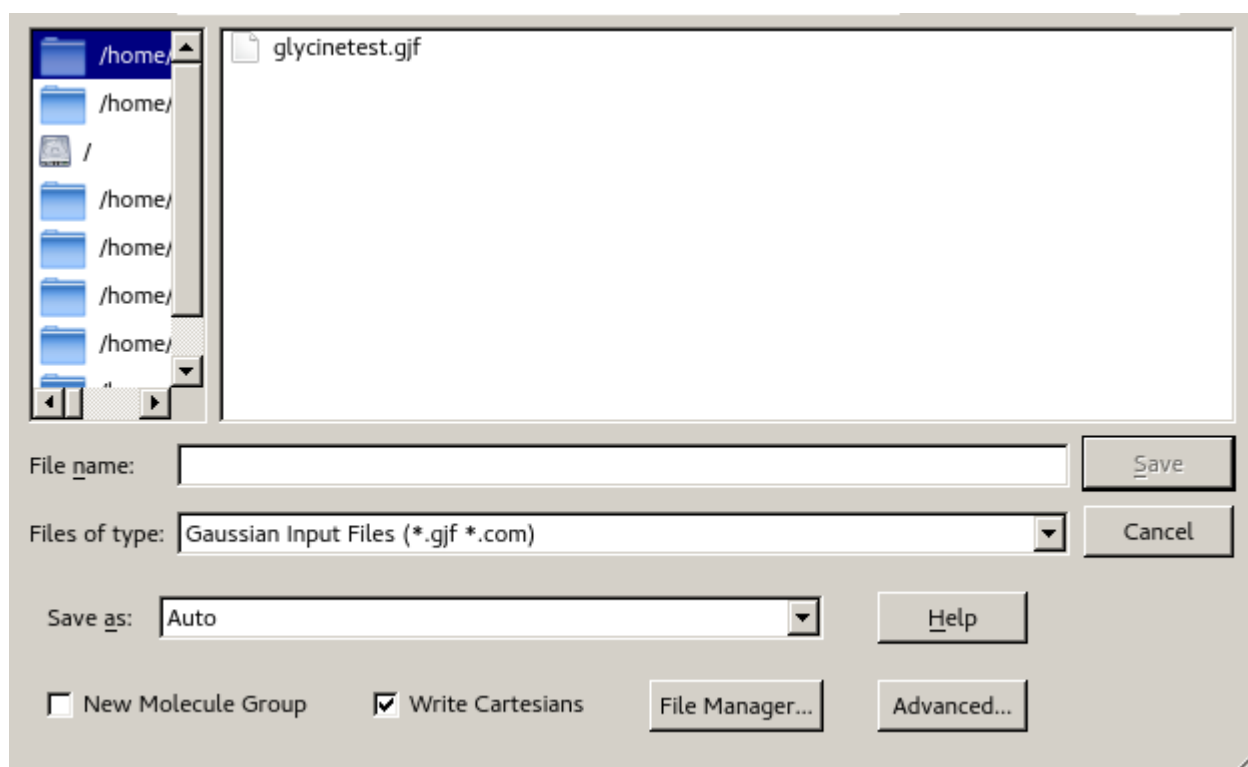 /home/
glycinetest.gjf
/home/
/
/home/
/home/
/home/
/home/
File name:
Save
Files of type: Gaussian Input Files (*.gjf *.com)
Cancel
Save as: Auto
Help
New Molecule Group
Write Cartesians
File Manager...
Advanced...